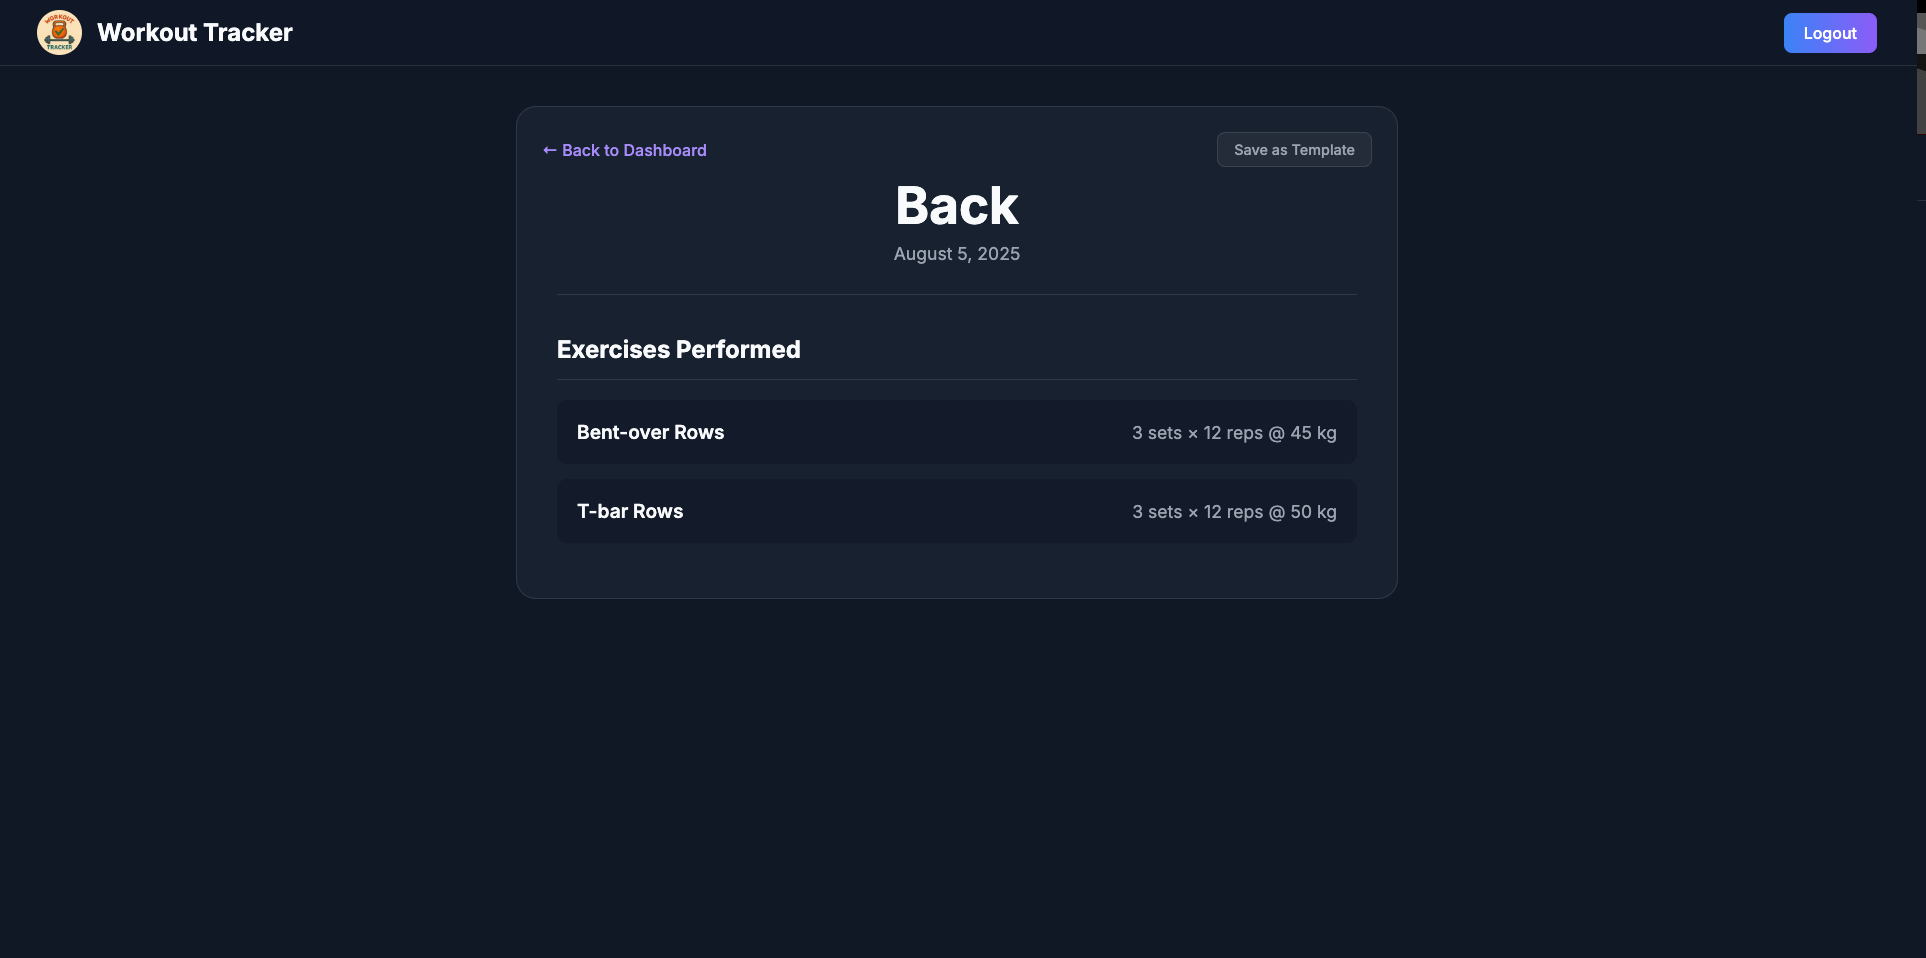 WORKOUT
TRACKER
Workout Tracker
Logout
← Back to Dashboard
Save as Template
Back
August 5, 2025
Exercises Performed
Bent-over Rows
3 sets × 12 reps @ 45 kg
T-bar Rows
3 sets × 12 reps @ 50 kg